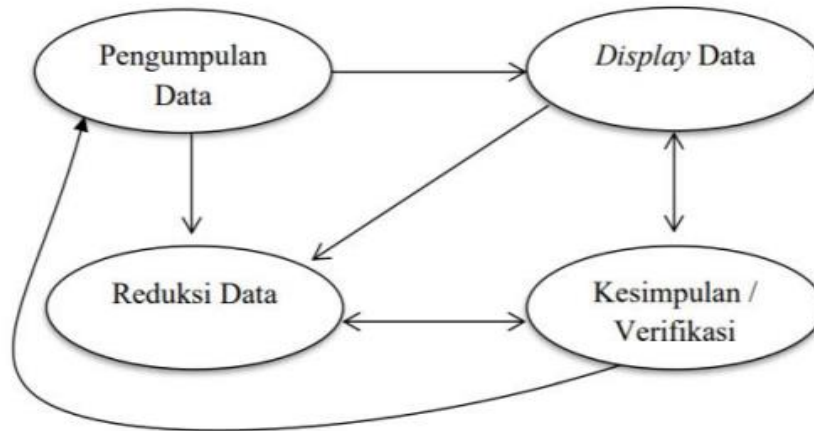 Pengumpulan
Data
Display Data
Reduksi Data
Kesimpulan /
Verifikasi